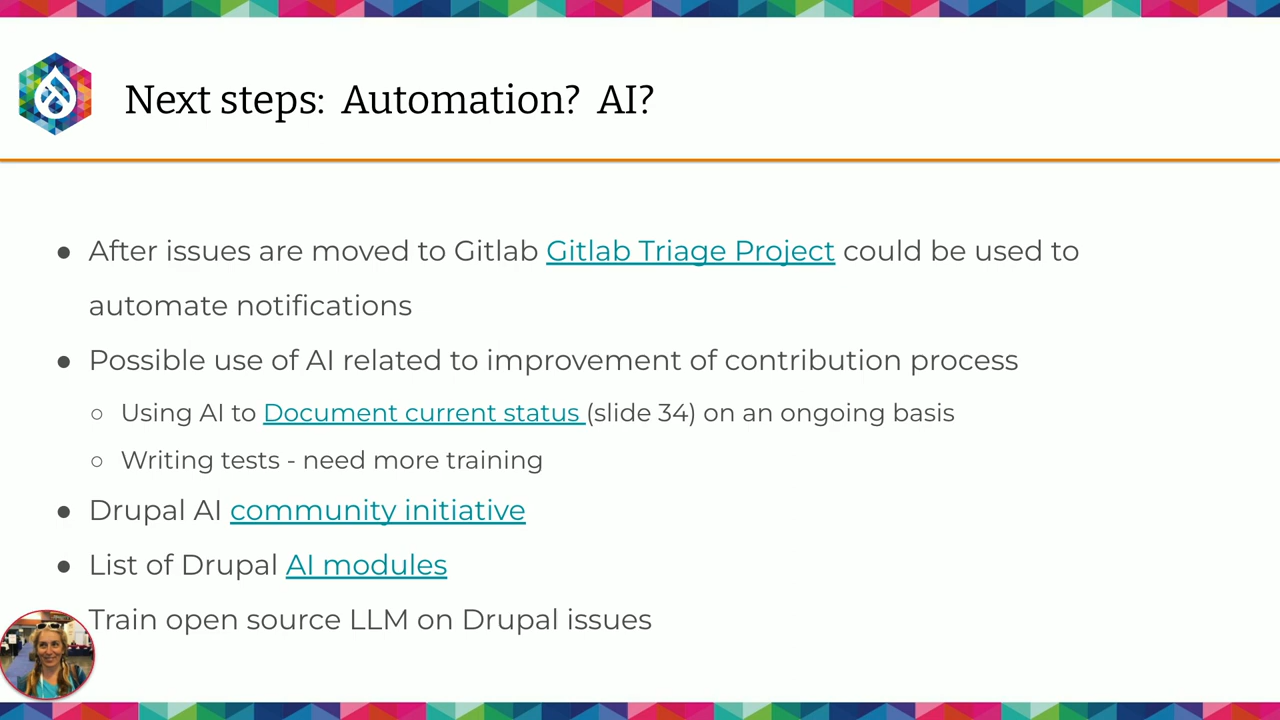 Next steps: Automation? AI?
● After issues are moved to Gitlab Gitlab Triage Project could be used to
automate notifications
● Possible use of AI related to improvement of contribution process
○ Using AI to Document current status (slide 34) on an ongoing basis
○ Writing tests - need more training
● Drupal AI community initiative
● List of Drupal AI modules
Train open source LLM on Drupal issues